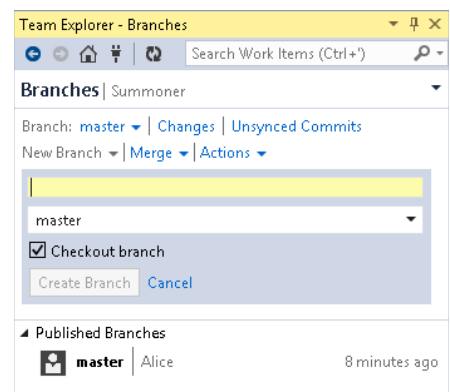 Team Explorer - Branches
Search Work Items (Ctrl+')
Branches | Summoner
Branch: master | Changes | Unsynced Commits
New Branch | Merge | Actions
master
Checkout branch
Create Branch Cancel
Published Branches
master | Alice 8 minutes ago